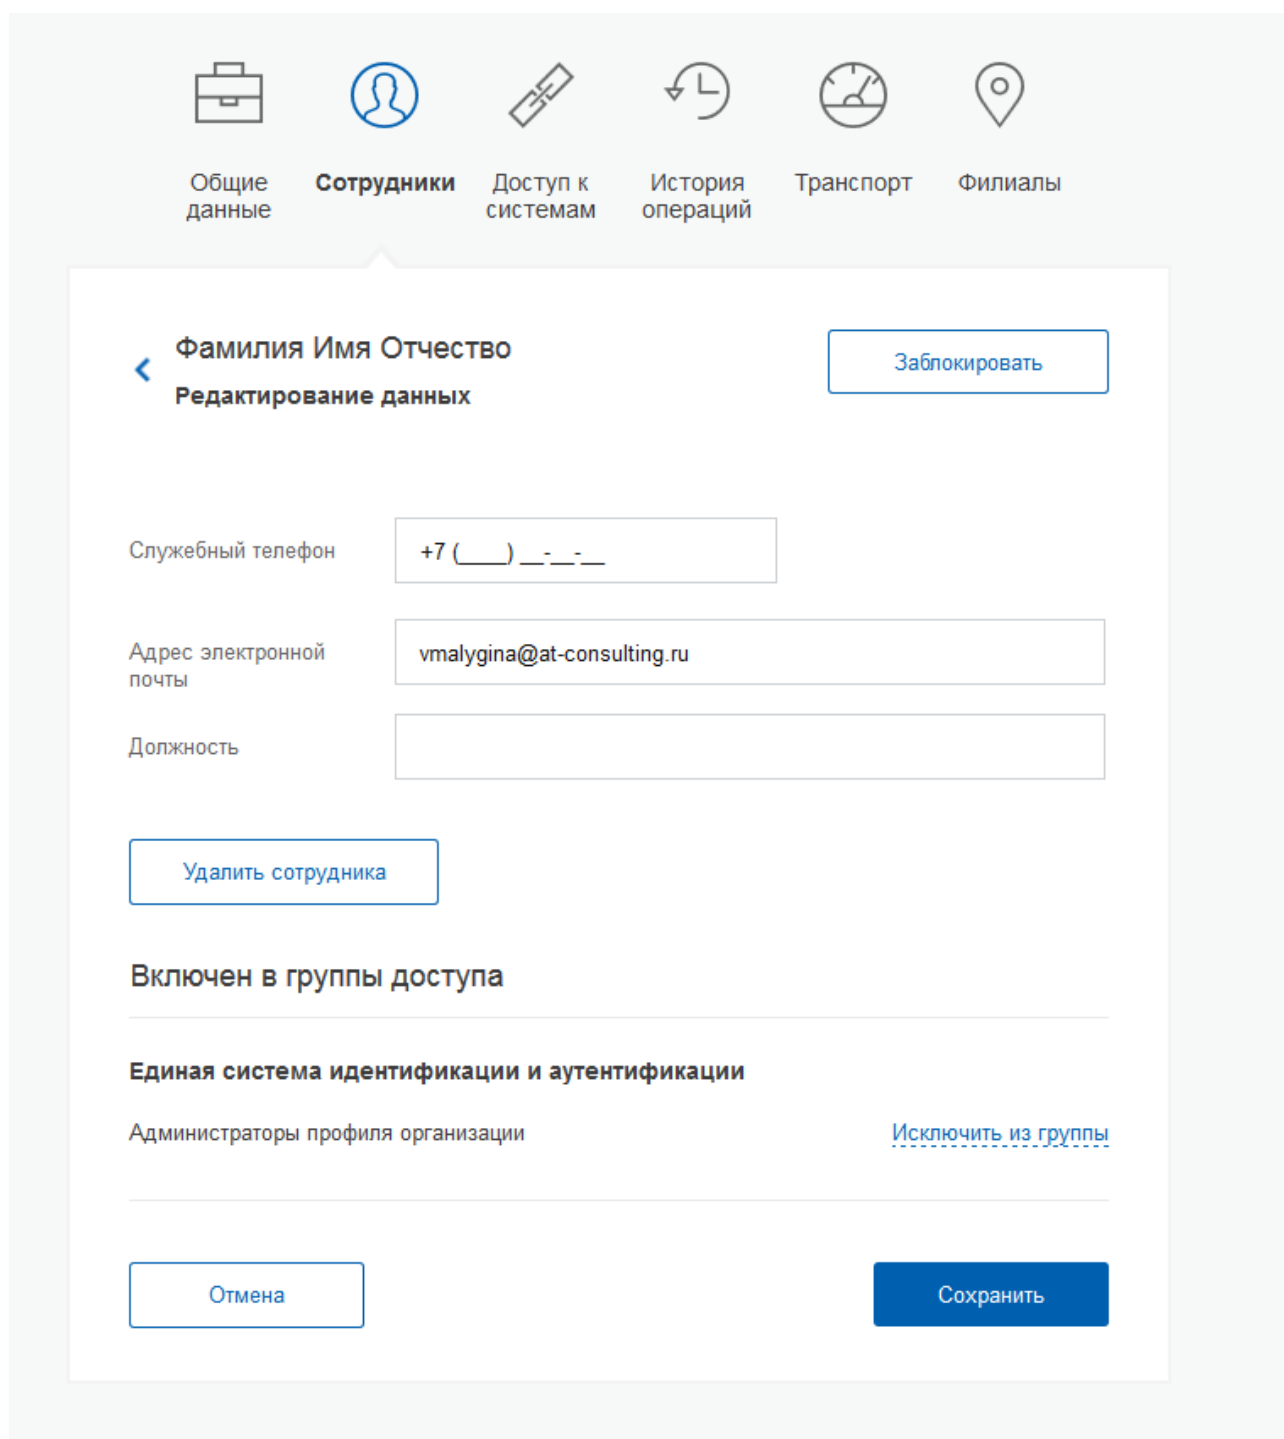 Общие данные
Сотрудники
Доступ к системам
История операций
Транспорт
Филиалы
Фамилия Имя Отчество
Редактирование данных
Заблокировать
Служебный телефон
+7 (____) __-__-__
Адрес электронной
почты
vmalygina@at-consulting.ru
Должность
Удалить сотрудника
Включен в группы доступа
Единая система идентификации и аутентификации
Администраторы профиля организации
Исключить из группы
Отмена
Сохранить